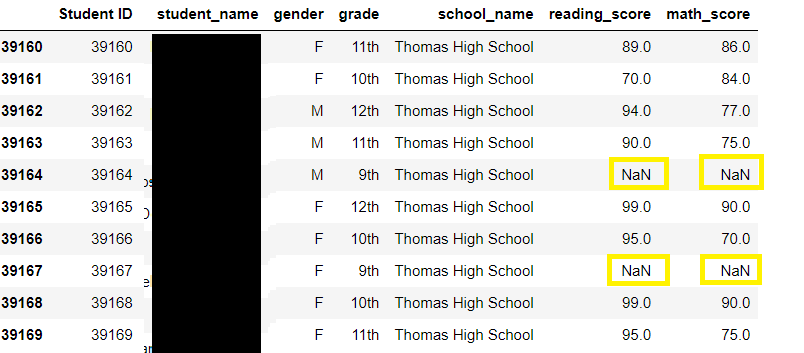 Student ID student_name gender grade school_name reading_score math_score
39160 39160 F 11th Thomas High School 89.0 86.0
39161 39161 F 10th Thomas High School 70.0 84.0
39162 39162 M 12th Thomas High School 94.0 77.0
39163 39163 M 11th Thomas High School 90.0 75.0
39164 39164 M 9th Thomas High School NaN NaN
39165 39165 F 12th Thomas High School 99.0 90.0
39166 39166 F 10th Thomas High School 95.0 70.0
39167 39167 F 9th Thomas High School NaN NaN
39168 39168 F 10th Thomas High School 99.0 90.0
39169 39169 F 11th Thomas High School 95.0 75.0